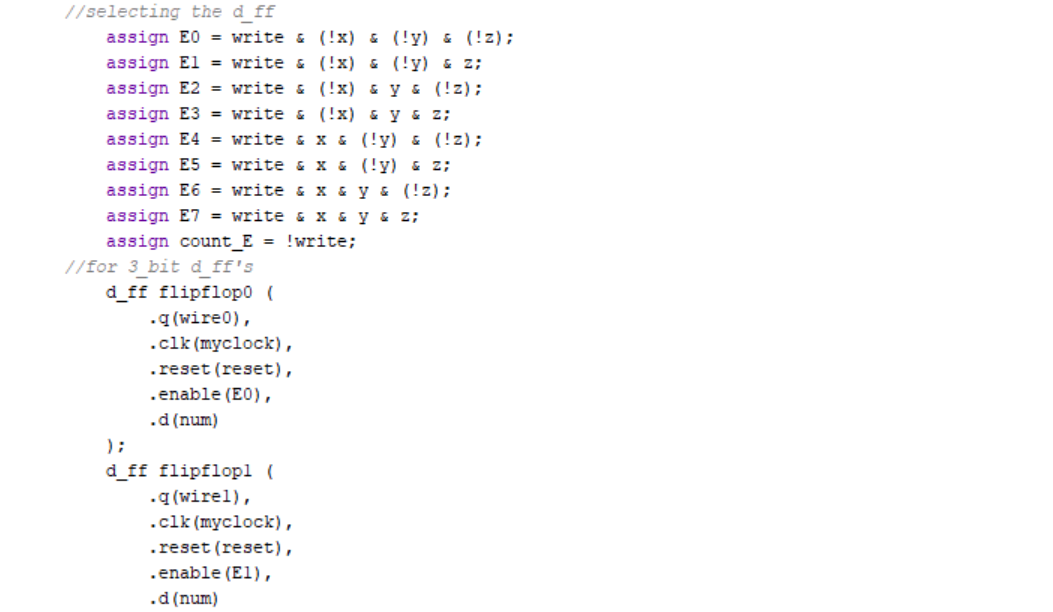 //selecting the d_ff
assign E0 = write & (!x) & (!y) & (!z);
assign E1 = write & (!x) & (!y) & z;
assign E2 = write & (!x) & y & (!z);
assign E3 = write & (!x) & y & z;
assign E4 = write & x & (!y) & (!z);
assign E5 = write & x & (!y) & z;
assign E6 = write & x & y & (!z);
assign E7 = write & x & y & z;
assign count_E = !write;
//for 3_bit d_ff's
d_ff flipflop0 (
.q(wire0),
.clk(myclock),
.reset(reset),
.enable(E0),
.d(num)
);
d_ff flipflop1 (
.q(wire1),
.clk(myclock),
.reset(reset),
.enable(E1),
.d(num)